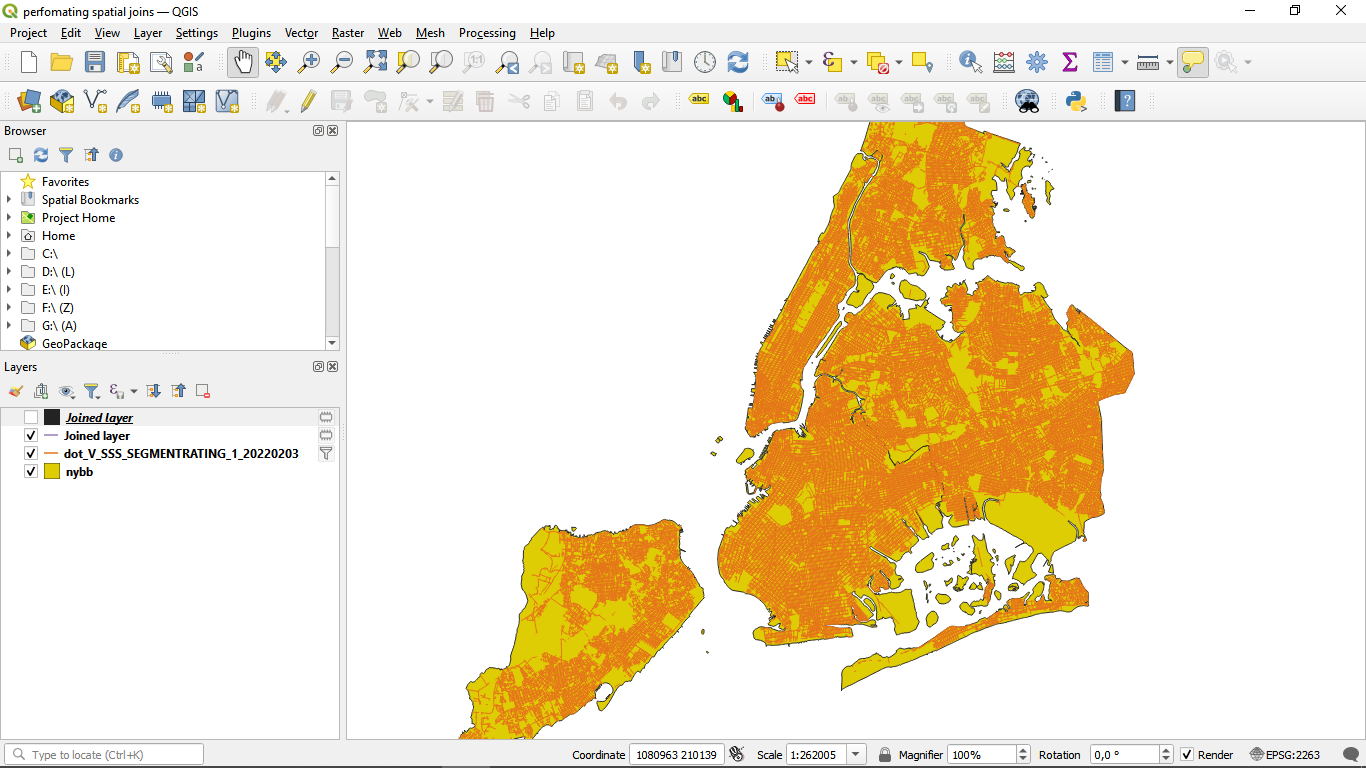 perfomating spatial joins — QGIS
Project Edit View Layer Settings Plugins Vector Raster Web Mesh Processing Help
abc abc abc
Browser
Favorites
Spatial Bookmarks
Project Home
Home
C:\
D:\ (L)
E:\ (I)
F:\ (Z)
G:\ (A)
GeoPackage
Layers
Joined layer
Joined layer
dot_V_SSS_SEGMENTRATING_1_20220203
nybb
Type to locate (Ctrl+K) Coordinate 1080963 210139 Scale 1:262005 Magnifier 100% Rotation 0,0 ° Render EPSG:2263